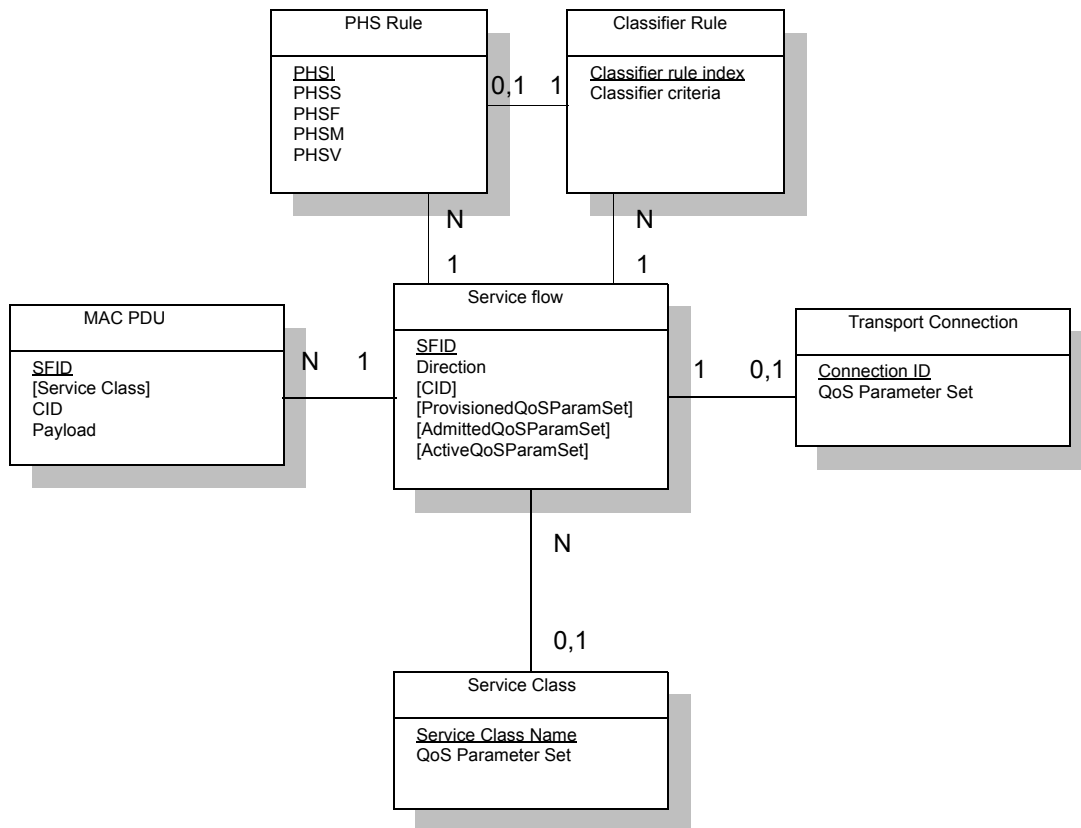 PHS Rule
PHSI
PHSS
PHSF
PHSM
PHSV
Classifier Rule
Classifier rule index
Classifier criteria
0,1 1
N
1
N
1
MAC PDU
SFID
[Service Class]
CID
Payload
N 1
Service flow
SFID
Direction
[CID]
[ProvisionedQoSParamSet]
[AdmittedQoSParamSet]
[ActiveQoSParamSet]
1 0,1
Transport Connection
Connection ID
QoS Parameter Set
N
0,1
Service Class
Service Class Name
QoS Parameter Set